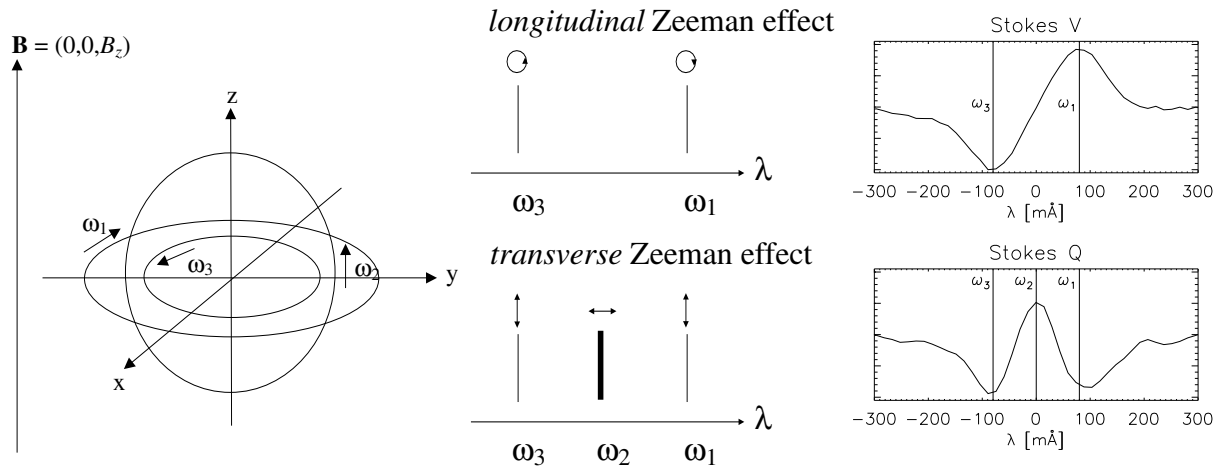 B = (0,0,Bz)
z
ω1
ω3
ω2
y
x
longitudinal Zeeman effect
λ
ω3 ω1
transverse Zeeman effect
λ
ω3 ω2 ω1
Stokes V
ω3 ω1
−300 −200 −100 0 100 200 300
λ [mÅ]
Stokes Q
ω3 ω2 ω1
−300 −200 −100 0 100 200 300
λ [mÅ]